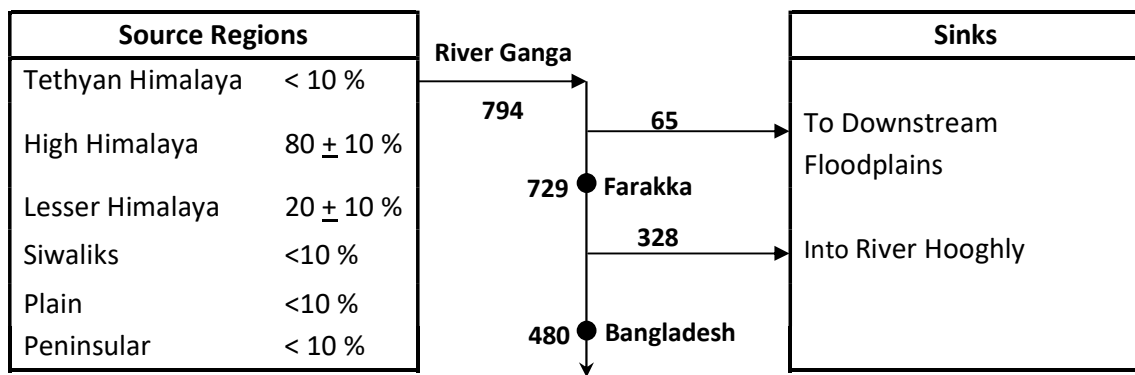 Source Regions
Tethyan Himalaya < 10 %
High Himalaya 80 ± 10 %
Lesser Himalaya 20 ± 10 %
Siwaliks <10 %
Plain <10 %
Peninsular < 10 %
River Ganga
794
65
729 Farakka
328
480 Bangladesh
Sinks
To Downstream
Floodplains
Into River Hooghly